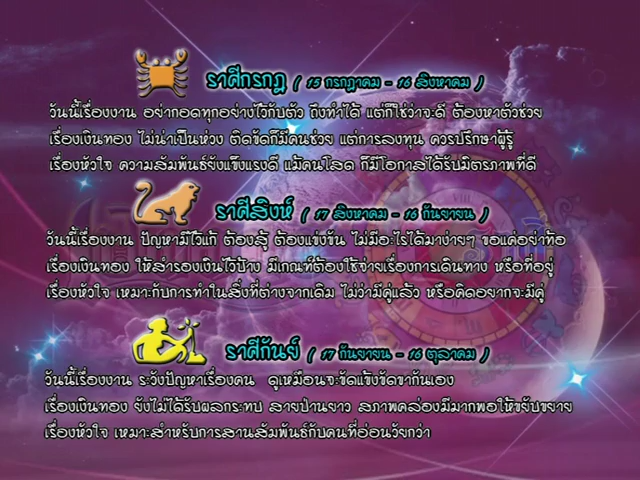 ราศีกรกฎ ( 15 กรกฎาคม - 16 สิงหาคม )
วันนี้เรื่องงาน อย่ากอดทุกอย่างไว้กับตัว ถึงทำได้ แต่ก็ใช่ว่าจะดี ต้องหาตัวช่วย
เรื่องเงินทอง ไม่น่าเป็นห่วง ติดขัดก็มีคนช่วย แต่การลงทุน ควรปรึกษาผู้รู้
เรื่องหัวใจ ความสัมพันธ์ยังแข็งแรงดี แม้คนโสด ก็มีโอกาสได้รับมิตรภาพที่ดี
ราศีสิงห์ ( 17 สิงหาคม - 16 กันยายน )
วันนี้เรื่องงาน ปัญหามีไว้แก้ ต้องสู้ ต้องแข่งขัน ไม่มีอะไรได้มาง่ายๆ ขอแค่อย่าท้อ
เรื่องเงินทอง ให้สำรองเงินไว้บ้าง มีเกณฑ์ต้องใช้จ่ายเรื่องการเดินทาง หรือที่อยู่
เรื่องหัวใจ เหมาะกับการทำในสิ่งที่ต่างจากเดิม ไม่ว่ามีคู่แล้ว หรือคิดอยากจะมีคู่
ราศีกันย์ ( 17 กันยายน - 16 ตุลาคม )
วันนี้เรื่องงาน ระวังปัญหาเรื่องคน ดูเหมือนจะขัดแข้งขัดขากันเอง
เรื่องเงินทอง ยังไม่ได้รับผลกระทบ สายป่านยาว สภาพคล่องมีมากพอให้ขยับขยาย
เรื่องหัวใจ เหมาะสำหรับการสานสัมพันธ์กับคนที่อ่อนวัยกว่า